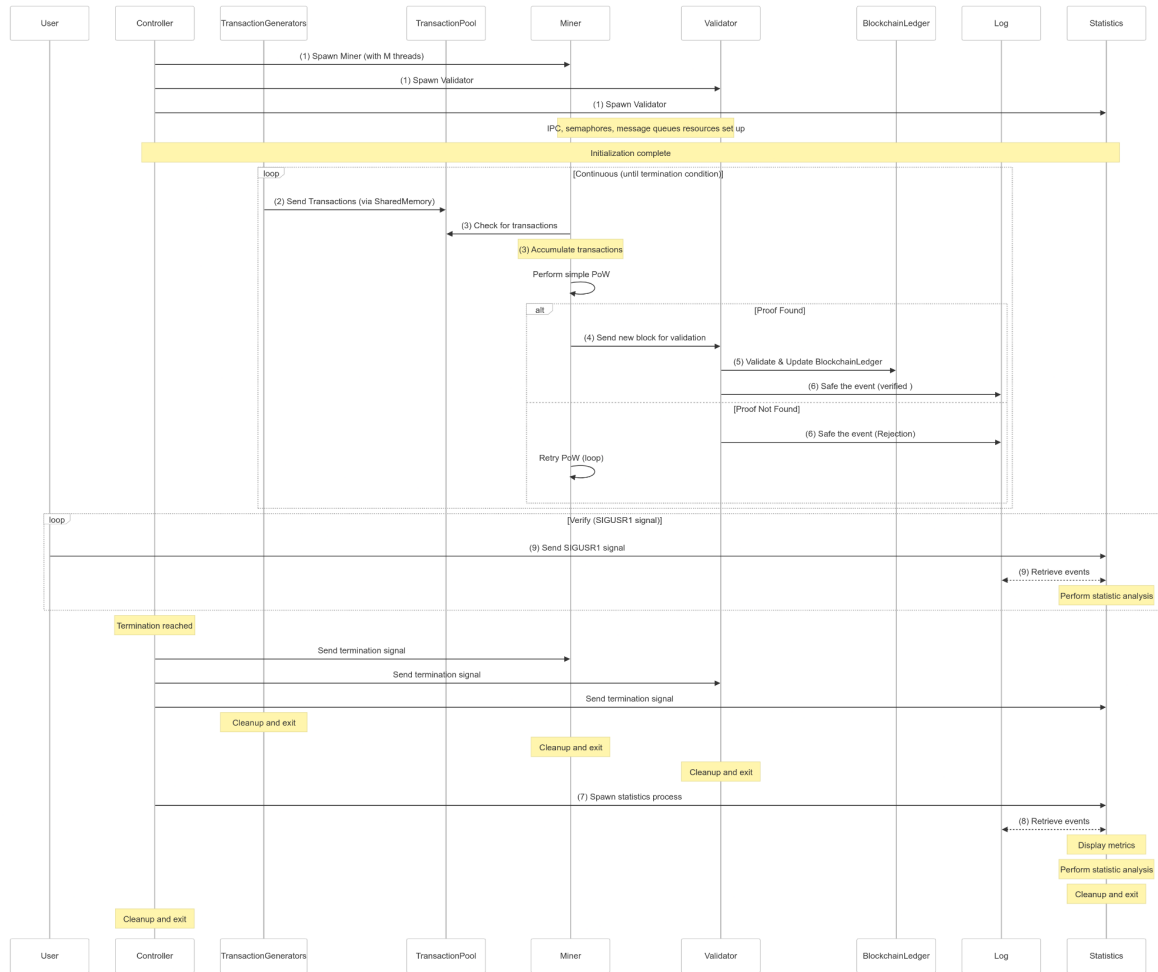 User
Controller
TransactionGenerators
TransactionPool
Miner
Validator
BlockchainLedger
Log
Statistics
(1) Spawn Miner (with M threads)
(1) Spawn Validator
(1) Spawn Validator
IPC, semaphores, message queues resources set up
Initialization complete
loop
[Continuous (until termination condition)]
(2) Send Transactions (via SharedMemory)
(3) Check for transactions
(3) Accumulate transactions
Perform simple PoW
alt
[Proof Found]
(4) Send new block for validation
(5) Validate & Update BlockchainLedger
(6) Safe the event (verified )
[Proof Not Found]
(6) Safe the event (Rejection)
Retry PoW (loop)
loop
[Verify (SIGUSR1 signal)]
(9) Send SIGUSR1 signal
(9) Retrieve events
Perform statistic analysis
Termination reached
Send termination signal
Send termination signal
Send termination signal
Cleanup and exit
Cleanup and exit
Cleanup and exit
(7) Spawn statistics process
(8) Retrieve events
Display metrics
Perform statistic analysis
Cleanup and exit
Cleanup and exit
User
Controller
TransactionGenerators
TransactionPool
Miner
Validator
BlockchainLedger
Log
Statistics